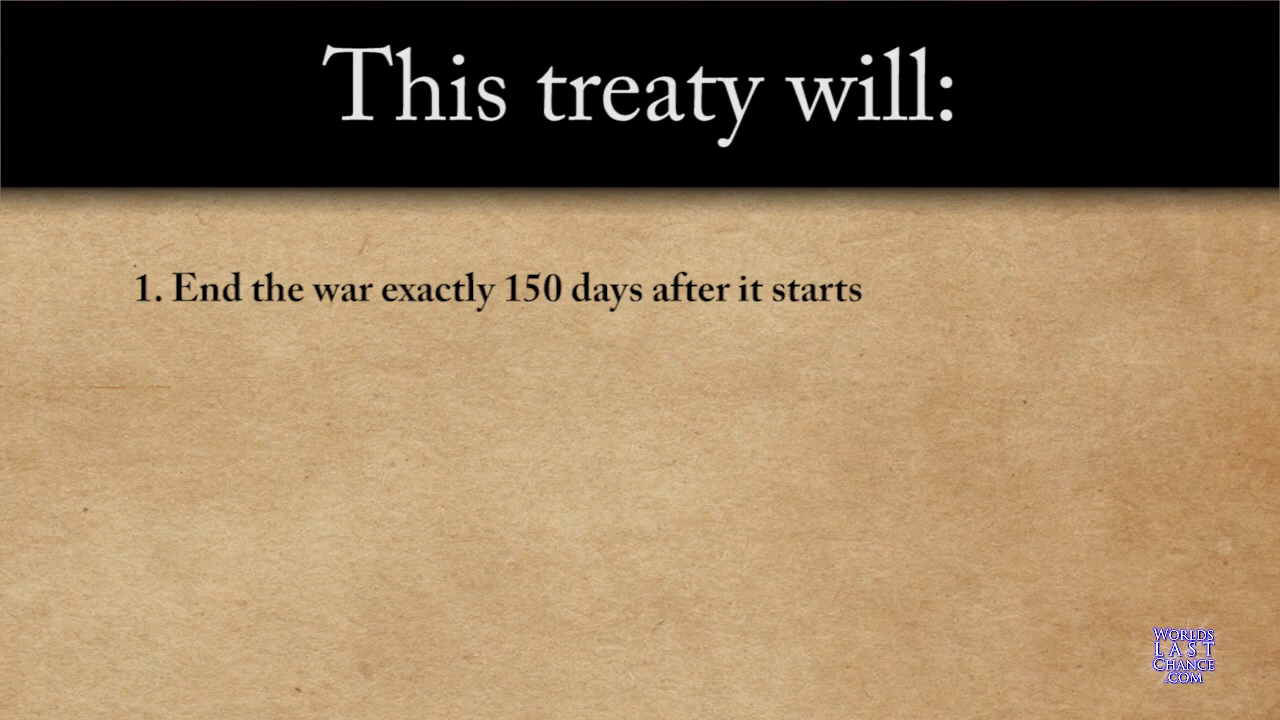 This treaty will:
1. End the war exactly 150 days after it starts
WORLDS
LAST
CHANCE
.COM